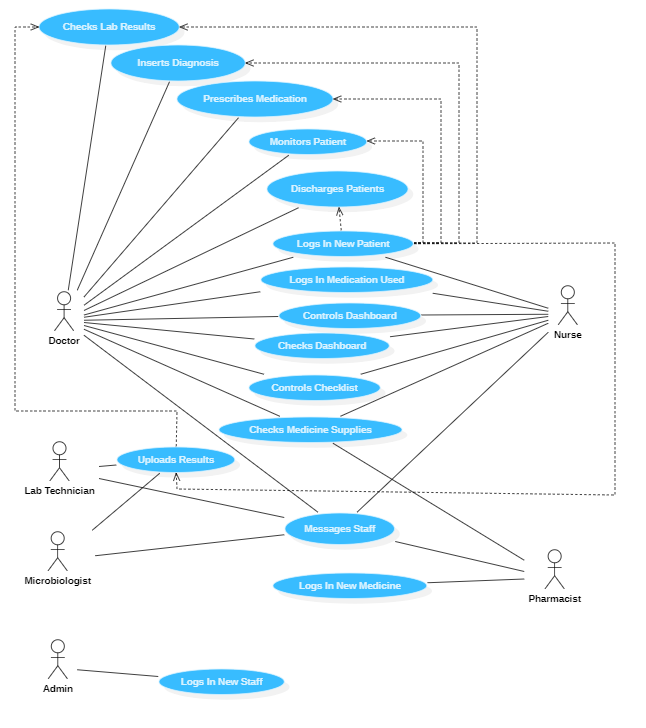 Checks Lab Results
Inserts Diagnosis
Prescribes Medication
Monitors Patient
Discharges Patients
Logs In New Patient
Logs In Medication Used
Controls Dashboard
Doctor
Nurse
Checks Dashboard
Controls Checklist
Checks Medicine Supplies
Uploads Results
Lab Technician
Messages Staff
Microbiologist
Logs In New Medicine
Pharmacist
Logs In New Staff
Admin